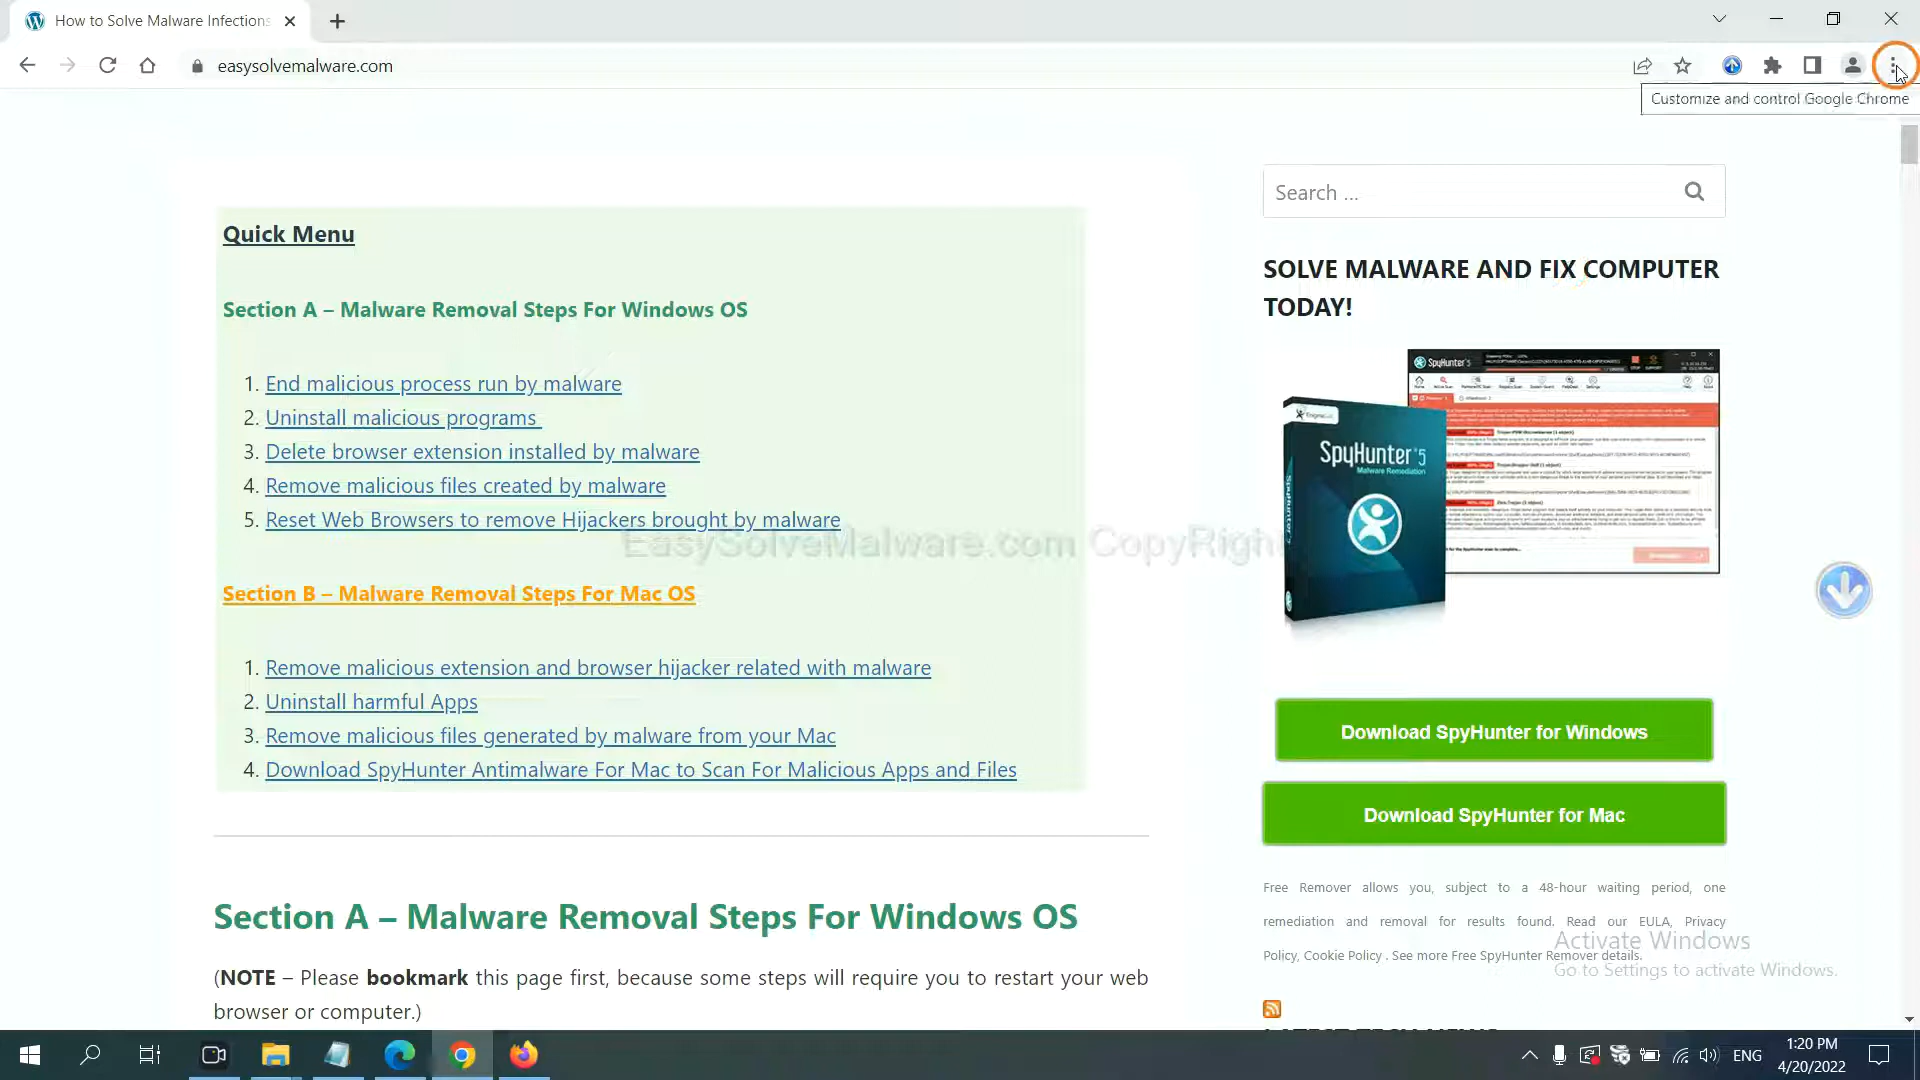 How to Solve Malware Infections
easysolvemalware.com
Customize and control Google Chrome
Search ...
Quick Menu
Section A – Malware Removal Steps For Windows OS
1. End malicious process run by malware
2. Uninstall malicious programs
3. Delete browser extension installed by malware
4. Remove malicious files created by malware
5. Reset Web Browsers to remove Hijackers brought by malware
EasySolveMalware.com CopyRigh
Section B – Malware Removal Steps For Mac OS
1. Remove malicious extension and browser hijacker related with malware
2. Uninstall harmful Apps
3. Remove malicious files generated by malware from your Mac
4. Download SpyHunter Antimalware For Mac to Scan For Malicious Apps and Files
Section A – Malware Removal Steps For Windows OS
(NOTE – Please bookmark this page first, because some steps will require you to restart your web
browser or computer.)
SOLVE MALWARE AND FIX COMPUTER
TODAY!
SpyHunter 5
SpyHunter 5
Malware Remediation
Download SpyHunter for Windows
Download SpyHunter for Mac
Free Remover allows you, subject to a 48-hour waiting period, one
remediation and removal for results found. Read our EULA, Privacy
Policy, Cookie Policy . See more Free SpyHunter Remover details.
Activate Windows
Go to Settings to activate Windows.
LATEST TECH NEWS
ENG
1:20 PM
4/20/2022